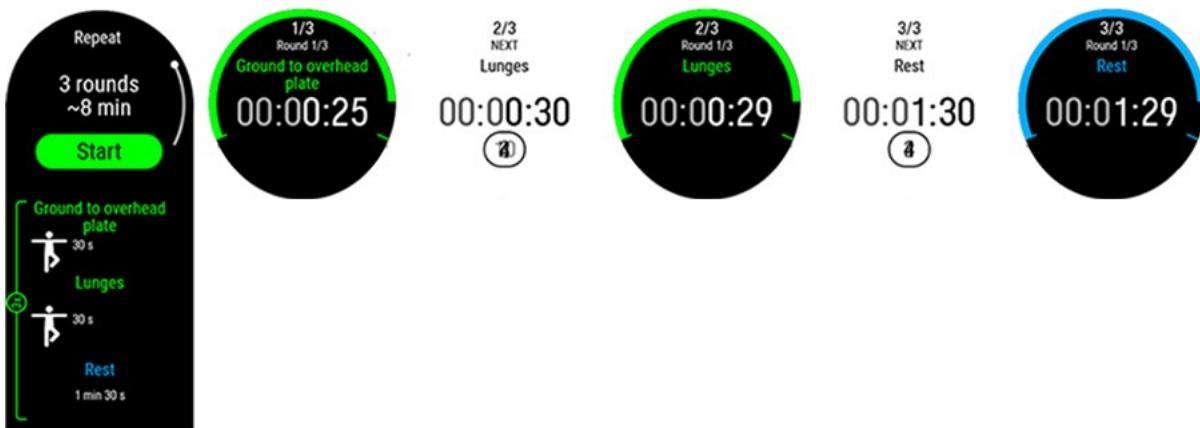 Repeat
3 rounds
~8 min
Start
Ground to overhead
plate
30 s
Lunges
30 s
Rest
1 min 30 s
1/3
Round 1/3
Ground to overhead
plate
00:00:25
2/3
NEXT
Lunges
00:00:30
2/3
Round 1/3
Lunges
00:00:29
3/3
NEXT
Rest
00:01:30
3/3
Round 1/3
Rest
00:01:29